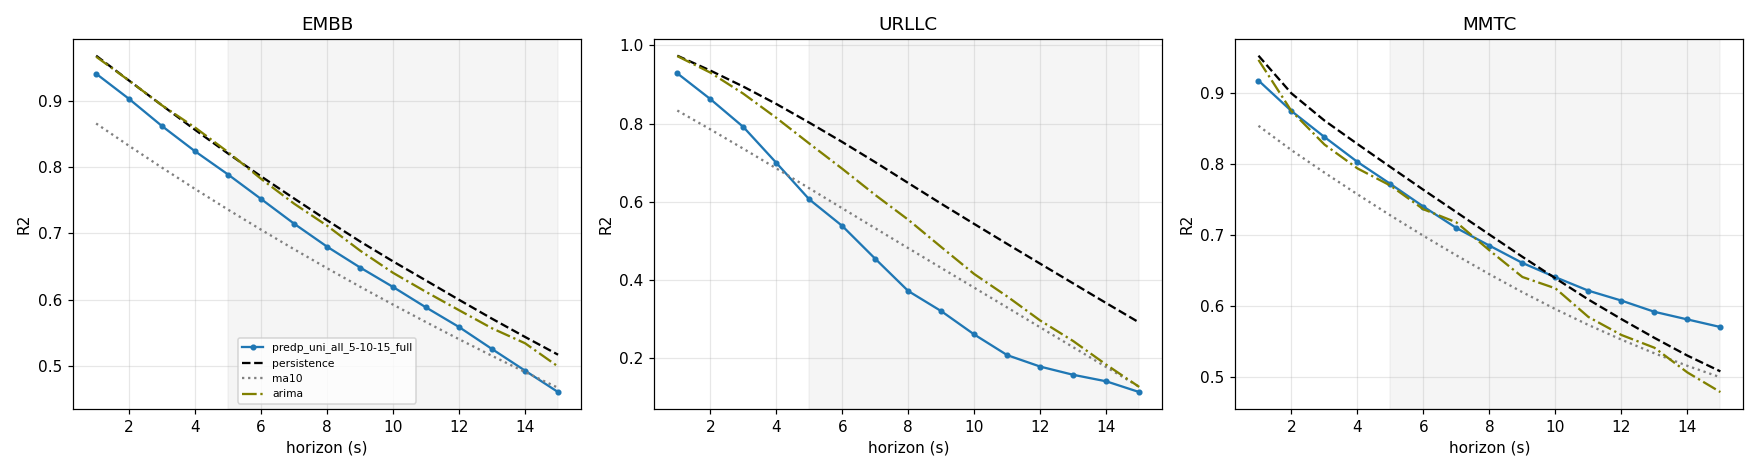 EMBB
R2
0.9
0.8
0.7
0.6
0.5
2 4 6 8 10 12 14
horizon (s)
predp_uni_all_5-10-15_full
persistence
ma10
arima
URLLC
R2
1.0
0.8
0.6
0.4
0.2
2 4 6 8 10 12 14
horizon (s)
MMTC
R2
0.9
0.8
0.7
0.6
0.5
2 4 6 8 10 12 14
horizon (s)